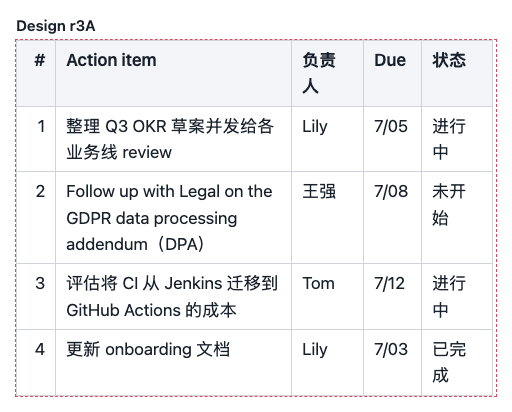 Design r3A
# Action item 负责人 Due 状态
1 整理 Q3 OKR 草案并发给各业务线 review Lily 7/05 进行中
2 Follow up with Legal on the GDPR data processing addendum（DPA） 王强 7/08 未开始
3 评估将 CI 从 Jenkins 迁移到 GitHub Actions 的成本 Tom 7/12 进行中
4 更新 onboarding 文档 Lily 7/03 已完成